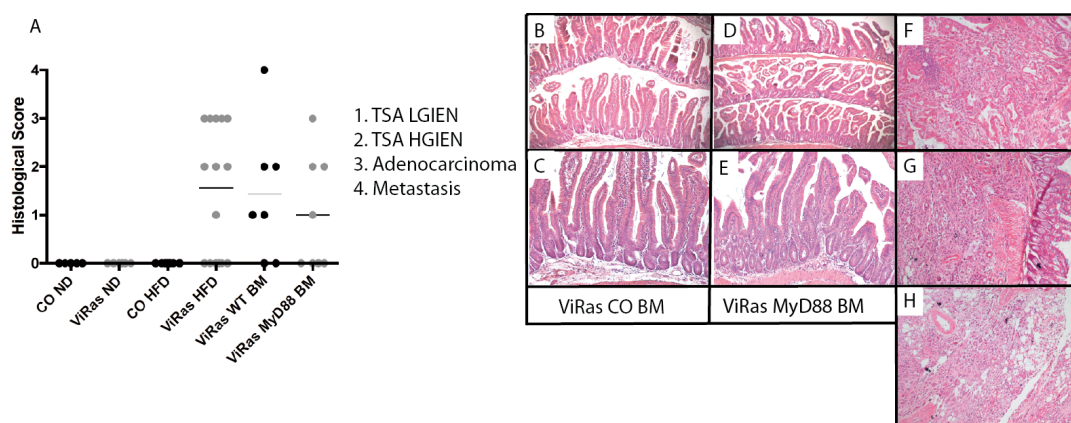 A
Histological Score
4
3
2
1
0
CO ND
ViRas ND
CO HFD
ViRas HFD
ViRas WT BM
ViRas MyD88 BM
1. TSA LGIEN
2. TSA HGIEN
3. Adenocarcinoma
4. Metastasis
B
D
F
C
E
G
H
ViRas CO BM
ViRas MyD88 BM